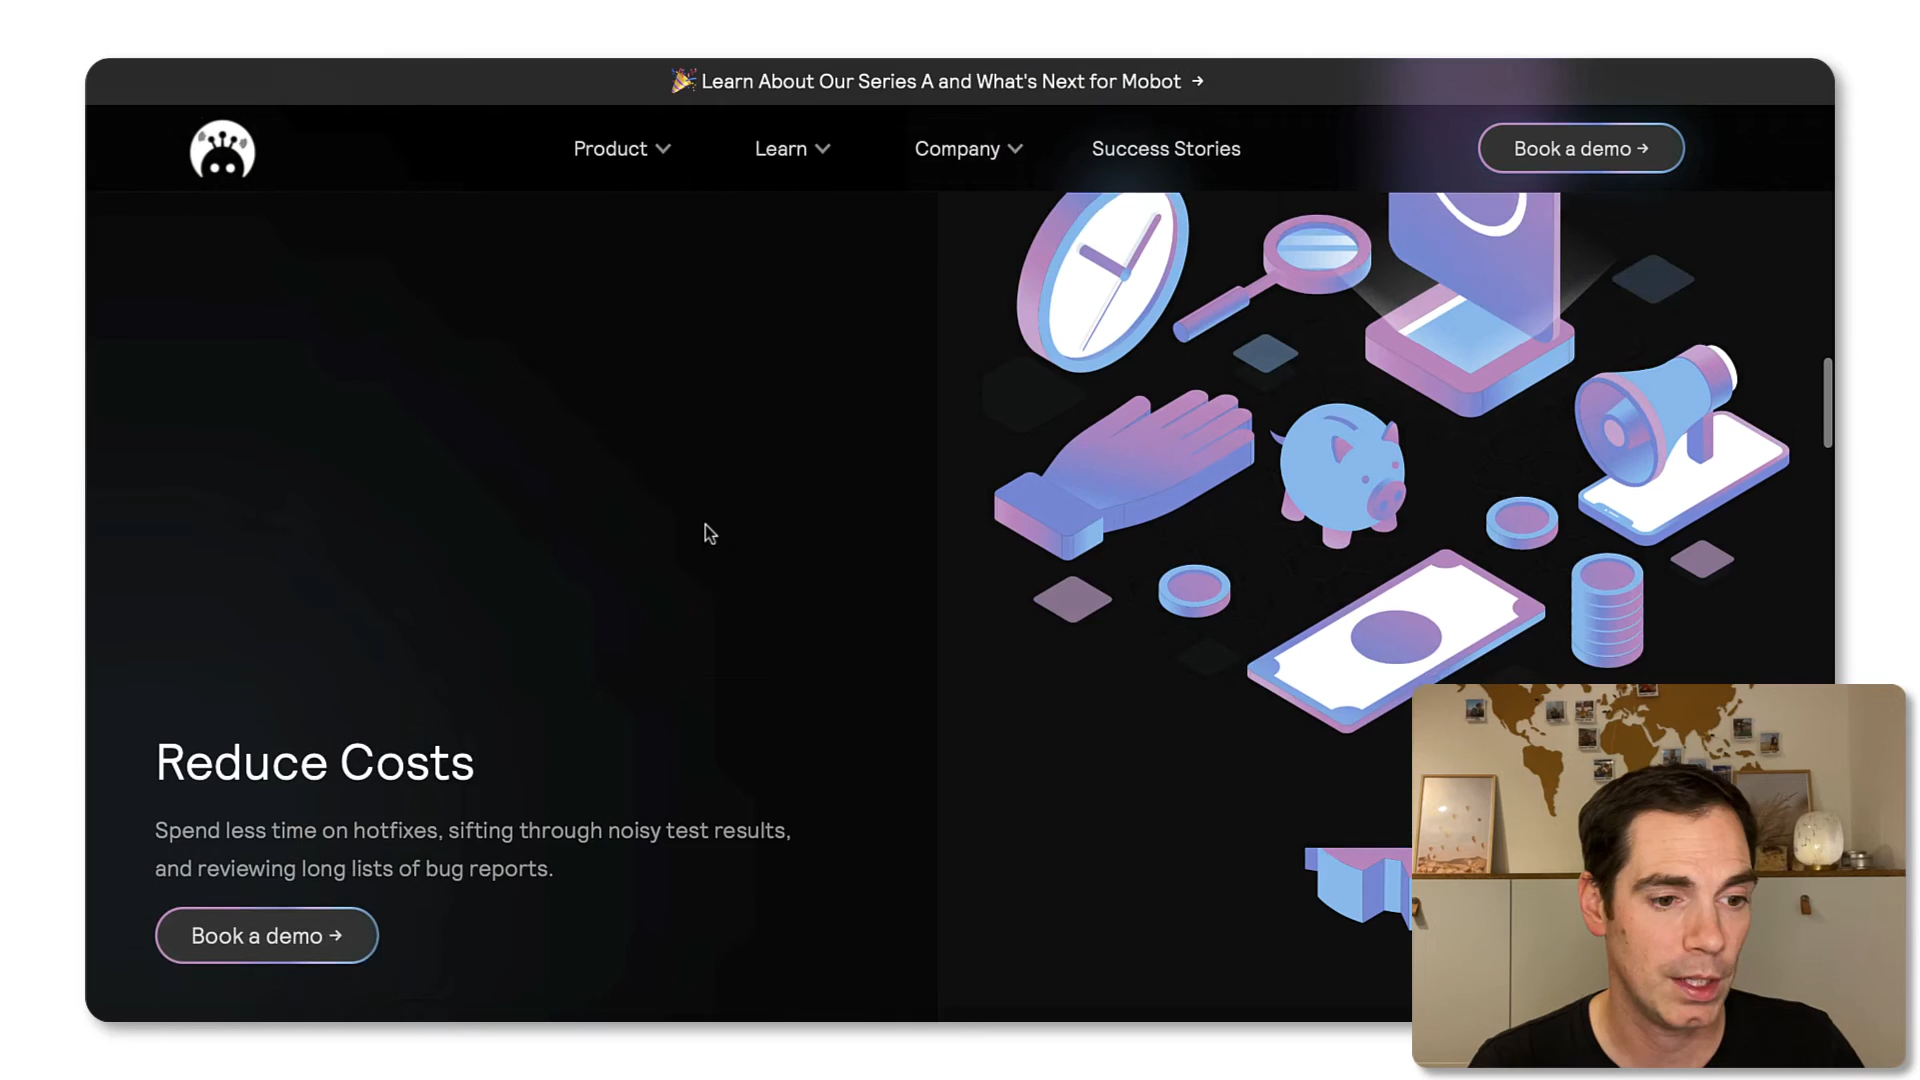 🎉 Learn About Our Series A and What's Next for Mobot →
Product
Learn
Company
Success Stories
Book a demo →
Reduce Costs
Spend less time on hotfixes, sifting through noisy test results,
and reviewing long lists of bug reports.
Book a demo →